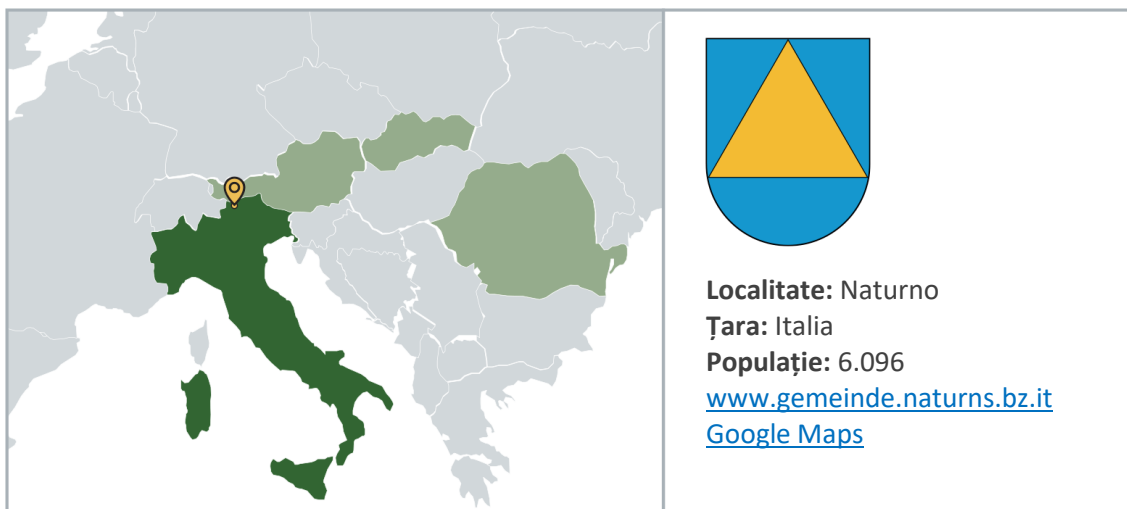 Localitate: Naturno
Țara: Italia
Populație: 6.096
www.gemeinde.naturns.bz.it
Google Maps